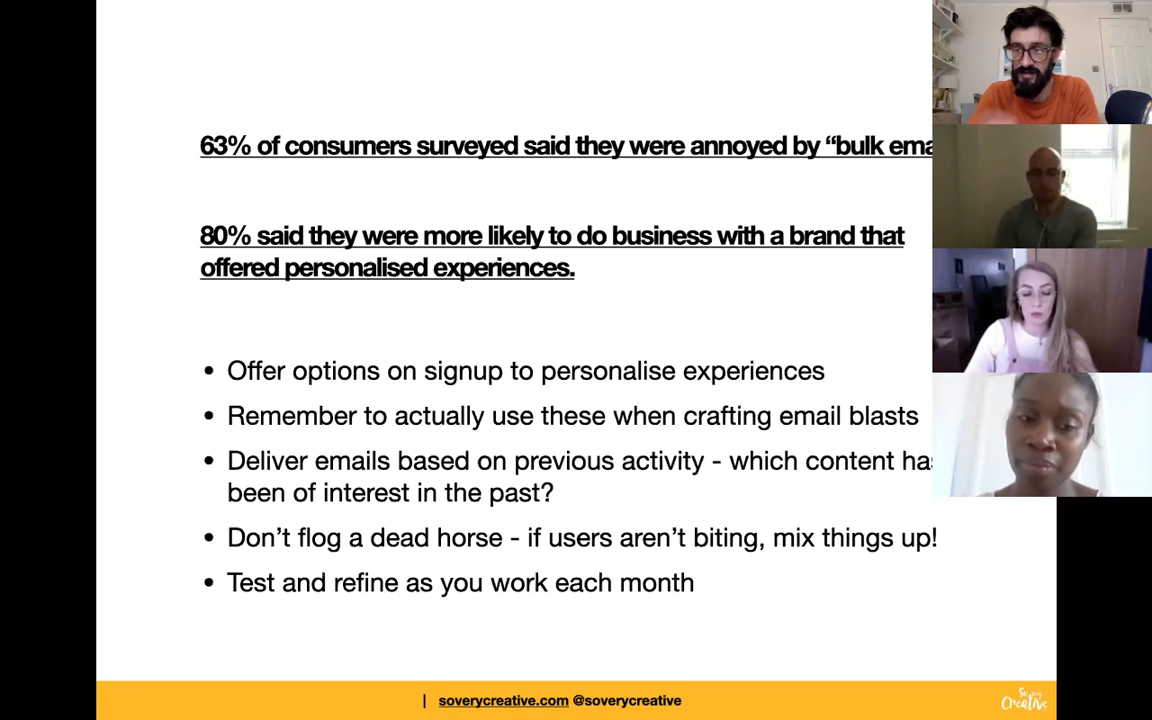 63% of consumers surveyed said they were annoyed by “bulk
80% said they were more likely to do business with a brand that
offered personalised experiences.
• Offer options on signup to personalise experiences
• Remember to actually use these when crafting email blasts
• Deliver emails based on previous activity - which content
been of interest in the past?
• Don’t flog a dead horse - if users aren’t biting, mix things up!
• Test and refine as you work each month
| soverycreative.com @soverycreative
So very
Creative